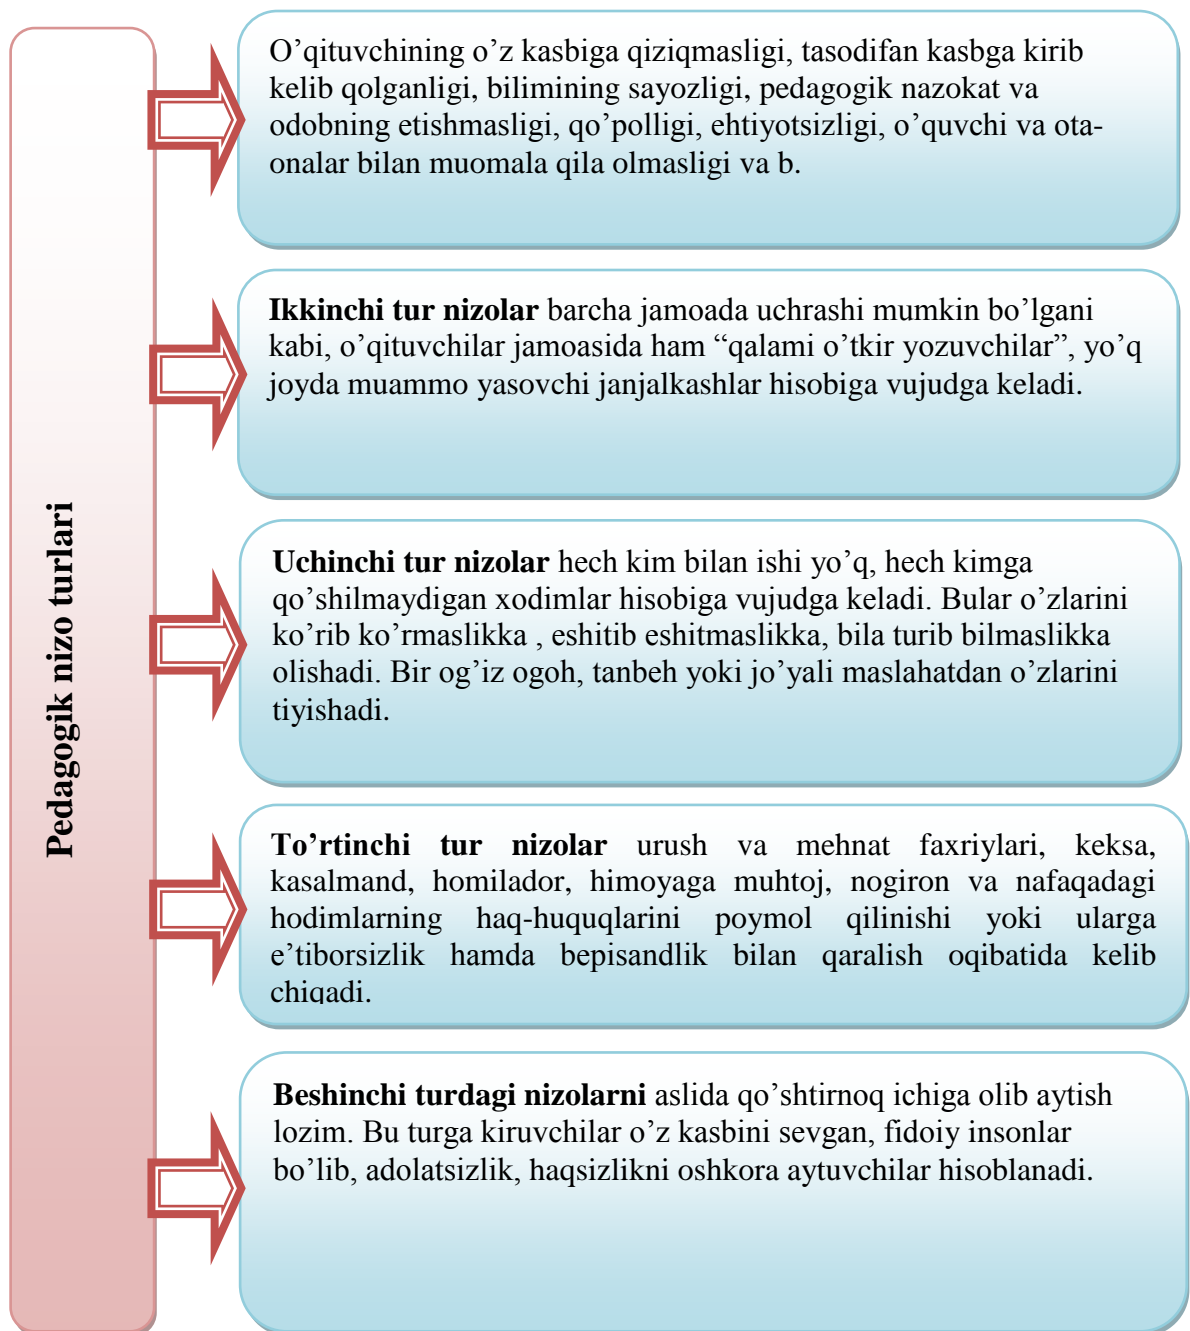 Pedagogik nizo turlari
O’qituvchining o’z kasbiga qiziqmasligi, tasodifan kasbga kirib
kelib qolganligi, bilimining sayozligi, pedagogik nazokat va
odobning etishmasligi, qo’polligi, ehtiyotsizligi, o’quvchi va ota-
onalar bilan muomala qila olmasligi va b.
Ikkinchi tur nizolar barcha jamoada uchrashi mumkin bo’lgani
kabi, o’qituvchilar jamoasida ham “qalami o’tkir yozuvchilar”, yo’q
joyda muammo yasovchi janjalkashlar hisobiga vujudga keladi.
Uchinchi tur nizolar hech kim bilan ishi yo’q, hech kimga
qo’shilmaydigan xodimlar hisobiga vujudga keladi. Bular o’zlarini
ko’rib ko’rmaslikka , eshitib eshitmaslikka, bila turib bilmaslikka
olishadi. Bir og’iz ogoh, tanbeh yoki jo’yali maslahatdan o’zlarini
tiyishadi.
To’rtinchi tur nizolar urush va mehnat faxriylari, keksa,
kasalmand, homilador, himoyaga muhtoj, nogiron va nafaqadagi
hodimlarning haq-huquqlarini poymol qilinishi yoki ularga
e’tiborsizlik hamda bepisandlik bilan qaralish oqibatida kelib
chiqadi.
Beshinchi turdagi nizolarni aslida qo’shtirnoq ichiga olib aytish
lozim. Bu turga kiruvchilar o’z kasbini sevgan, fidoiy insonlar
bo’lib, adolatsizlik, haqsizlikni oshkora aytuvchilar hisoblanadi.